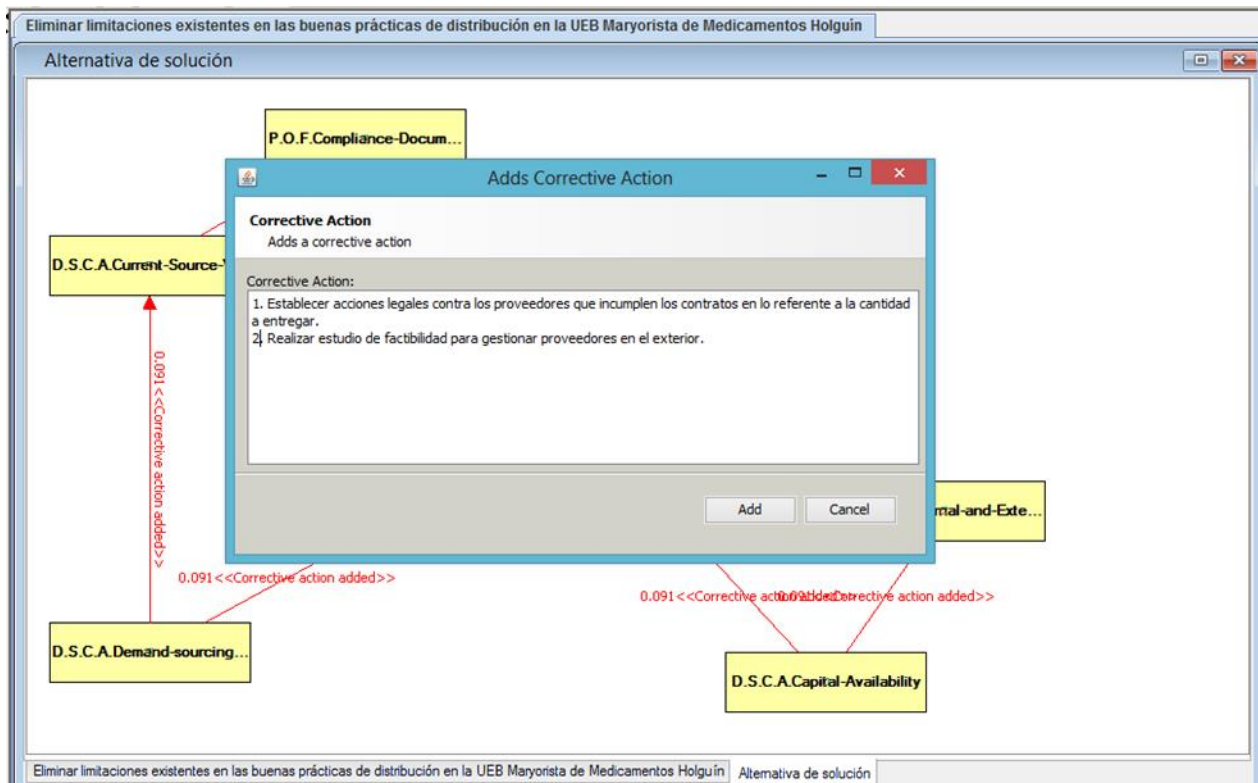 Eliminar limitaciones existentes en las buenas prácticas de distribución en la UEB Maryorista de Medicamentos Holguín
Alternativa de solución
P.O.F.Compliance-Docum...
Adds Corrective Action
Corrective Action
Adds a corrective action
D.S.C.A.Current-Source-
Corrective Action:
1. Establecer acciones legales contra los proveedores que incumplen los contratos en lo referente a la cantidad
a entregar.
2. Realizar estudio de factibilidad para gestionar proveedores en el exterior.
0.091<<Corrective action added>>
Add
Cancel
rnal-and-Exte...
0.091<<Corrective action added>>
0.091<<Corrective action added>>
0.091<<Corrective action added>>
D.S.C.A.Demand-sourcing...
D.S.C.A.Capital-Availability
Eliminar limitaciones existentes en las buenas prácticas de distribución en la UEB Maryorista de Medicamentos Holguín
Alternativa de solución